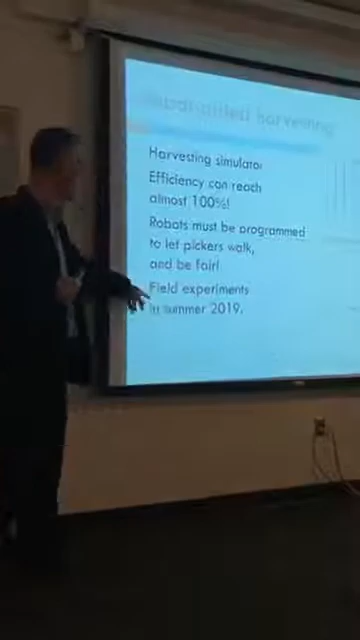 harvesting
Harvesting simulator
Efficiency can reach
almost 100%!
Robots must be programmed
to let pickers walk,
and be fair!
Field experiments
in summer 2019.